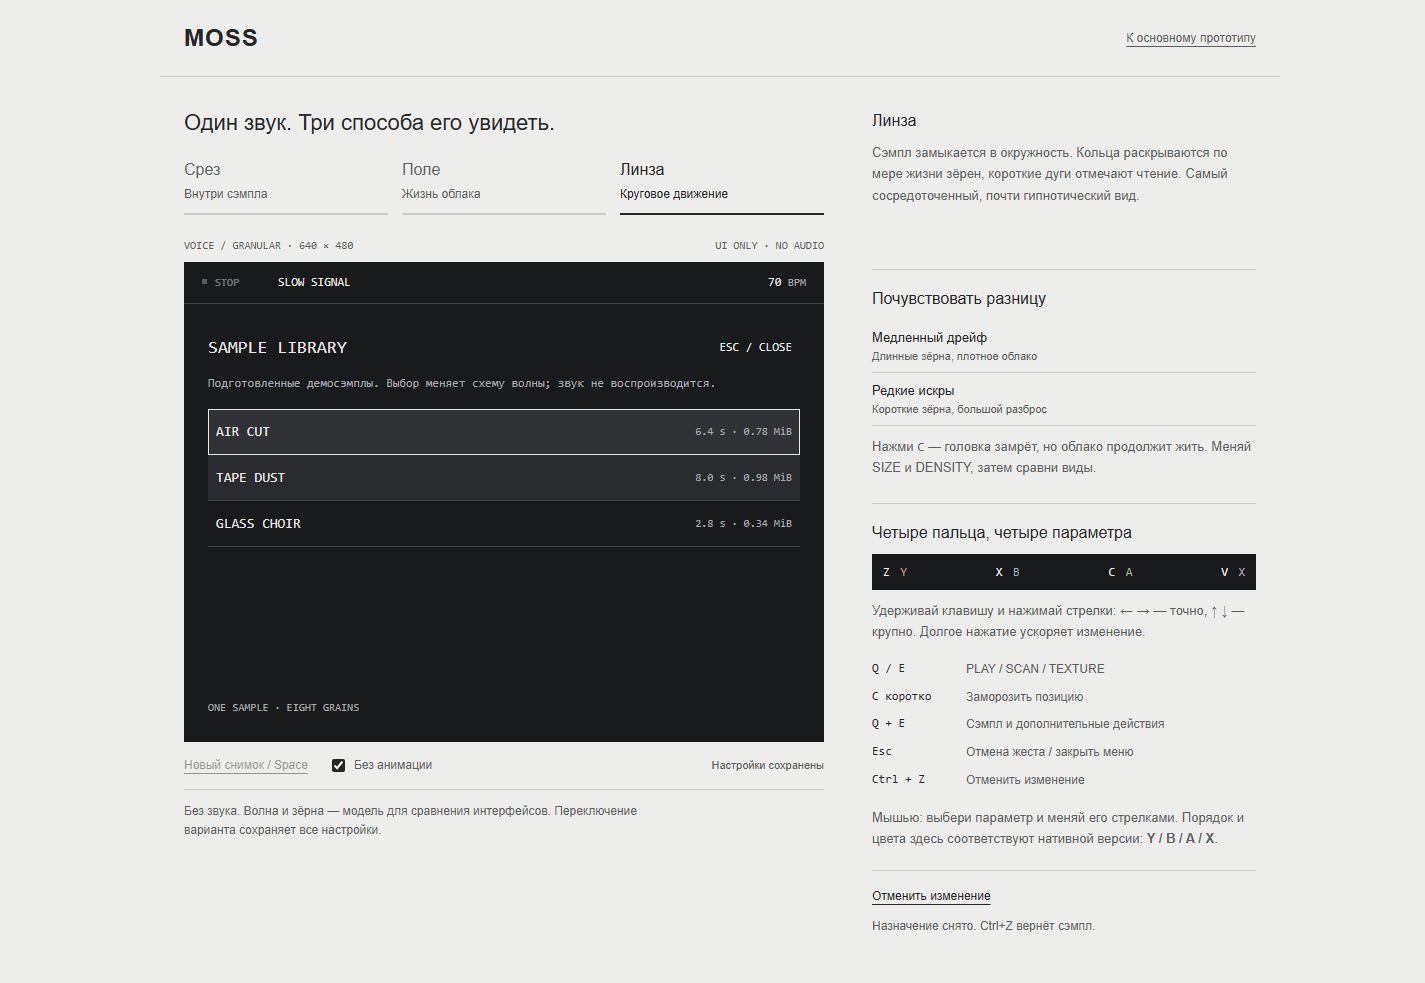 MOSS
К основному прототипу
Один звук. Три способа его увидеть.
Срез
Внутри сэмпла
Поле
Жизнь облака
Линза
Круговое движение
VOICE / GRANULAR · 640 × 480
UI ONLY · NO AUDIO
STOP
SLOW SIGNAL
70 BPM
SAMPLE LIBRARY
ESC / CLOSE
Подготовленные демосэмплы. Выбор меняет схему волны; звук не воспроизводится.
AIR CUT
6.4 s · 0.78 MiB
TAPE DUST
8.0 s · 0.98 MiB
GLASS CHOIR
2.8 s · 0.34 MiB
ONE SAMPLE · EIGHT GRAINS
Новый снимок / Space
Без анимации
Настройки сохранены
Без звука. Волна и зёрна — модель для сравнения интерфейсов. Переключение
варианта сохраняет все настройки.
Линза
Сэмпл замыкается в окружность. Кольца раскрываются по
мере жизни зёрен, короткие дуги отмечают чтение. Самый
сосредоточенный, почти гипнотический вид.
Почувствовать разницу
Медленный дрейф
Длинные зёрна, плотное облако
Редкие искры
Короткие зёрна, большой разброс
Нажми C — головка замрёт, но облако продолжит жить. Меняй
SIZE и DENSITY, затем сравни виды.
Четыре пальца, четыре параметра
Z Y X B C A V X
Удерживай клавишу и нажимай стрелки: ← → — точно, ↑ ↓ —
крупно. Долгое нажатие ускоряет изменение.
Q / E PLAY / SCAN / TEXTURE
C коротко Заморозить позицию
Q + E Сэмпл и дополнительные действия
Esc Отмена жеста / закрыть меню
Ctrl + Z Отменить изменение
Мышью: выбери параметр и меняй его стрелками. Порядок и
цвета здесь соответствуют нативной версии: Y / B / A / X.
Отменить изменение
Назначение снято. Ctrl+Z вернёт сэмпл.